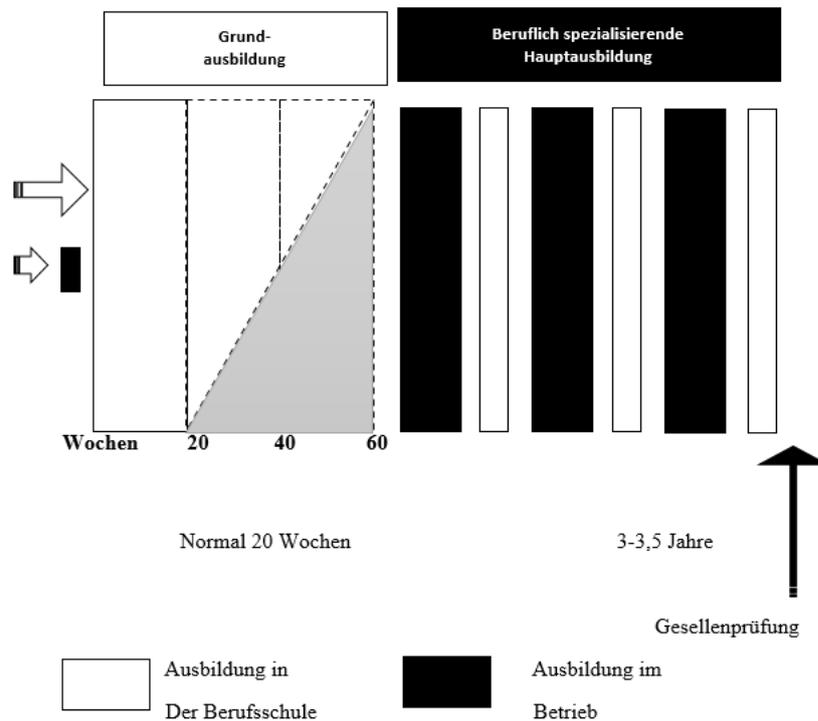 Grund-
ausbildung
Beruflich spezialisierende
Hauptausbildung
Wochen 20 40 60
Normal 20 Wochen
3-3,5 Jahre
Gesellenprüfung
Ausbildung in
Der Berufsschule
Ausbildung im
Betrieb